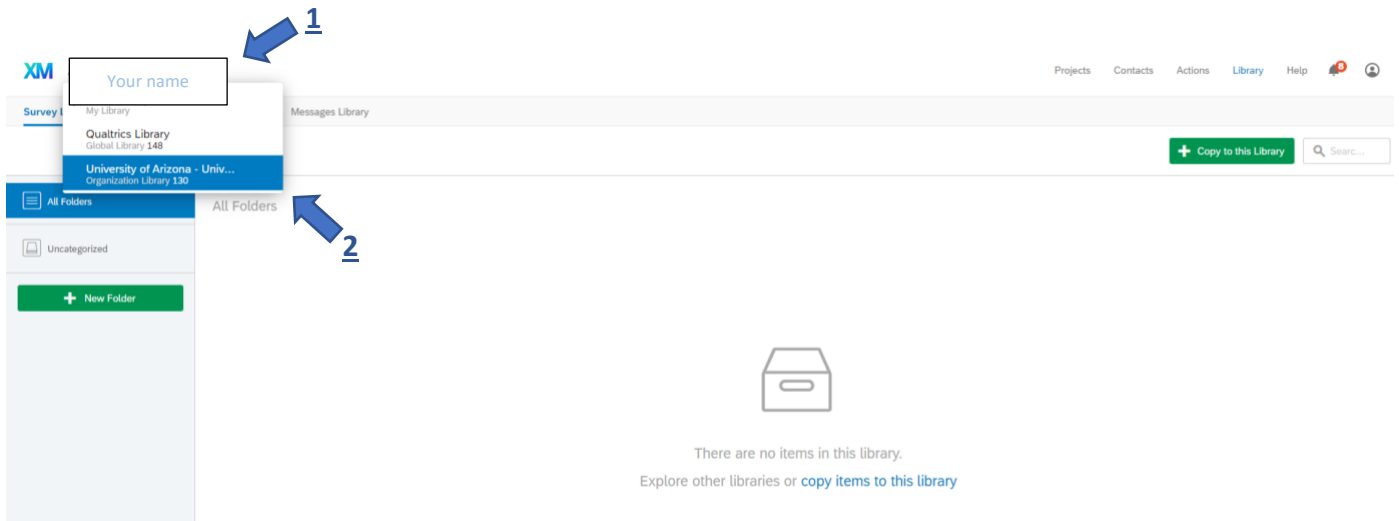 1
XM
Your name
Projects Contacts Actions Library Help 8
Survey
My Library
Messages Library
Qualtrics Library
Global Library 148
University of Arizona - Univ...
Organization Library 130
+ Copy to this Library
Searc...
All Folders
All Folders
2
Uncategorized
+ New Folder
There are no items in this library.
Explore other libraries or copy items to this library